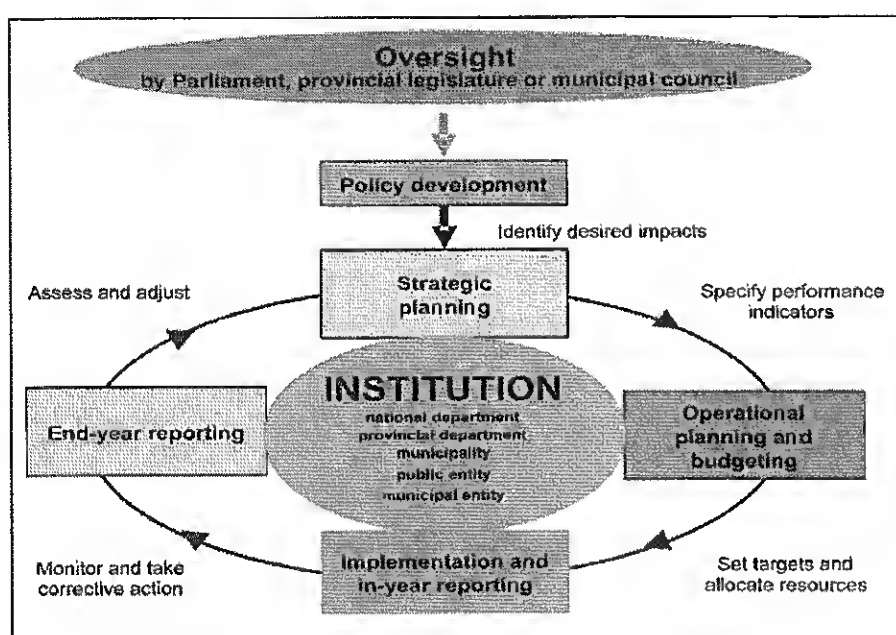 Oversight
by Parliament, provincial legislature or municipal council
Policy development
Identify desired impacts
Strategic
planning
Assess and adjust
Specify performance
indicators
INSTITUTION
national department
provincial department
municipality
public entity
municipal entity
End-year reporting
Operational
planning and
budgeting
Implementation and
in-year reporting
Monitor and take
corrective action
Set targets and
allocate resources